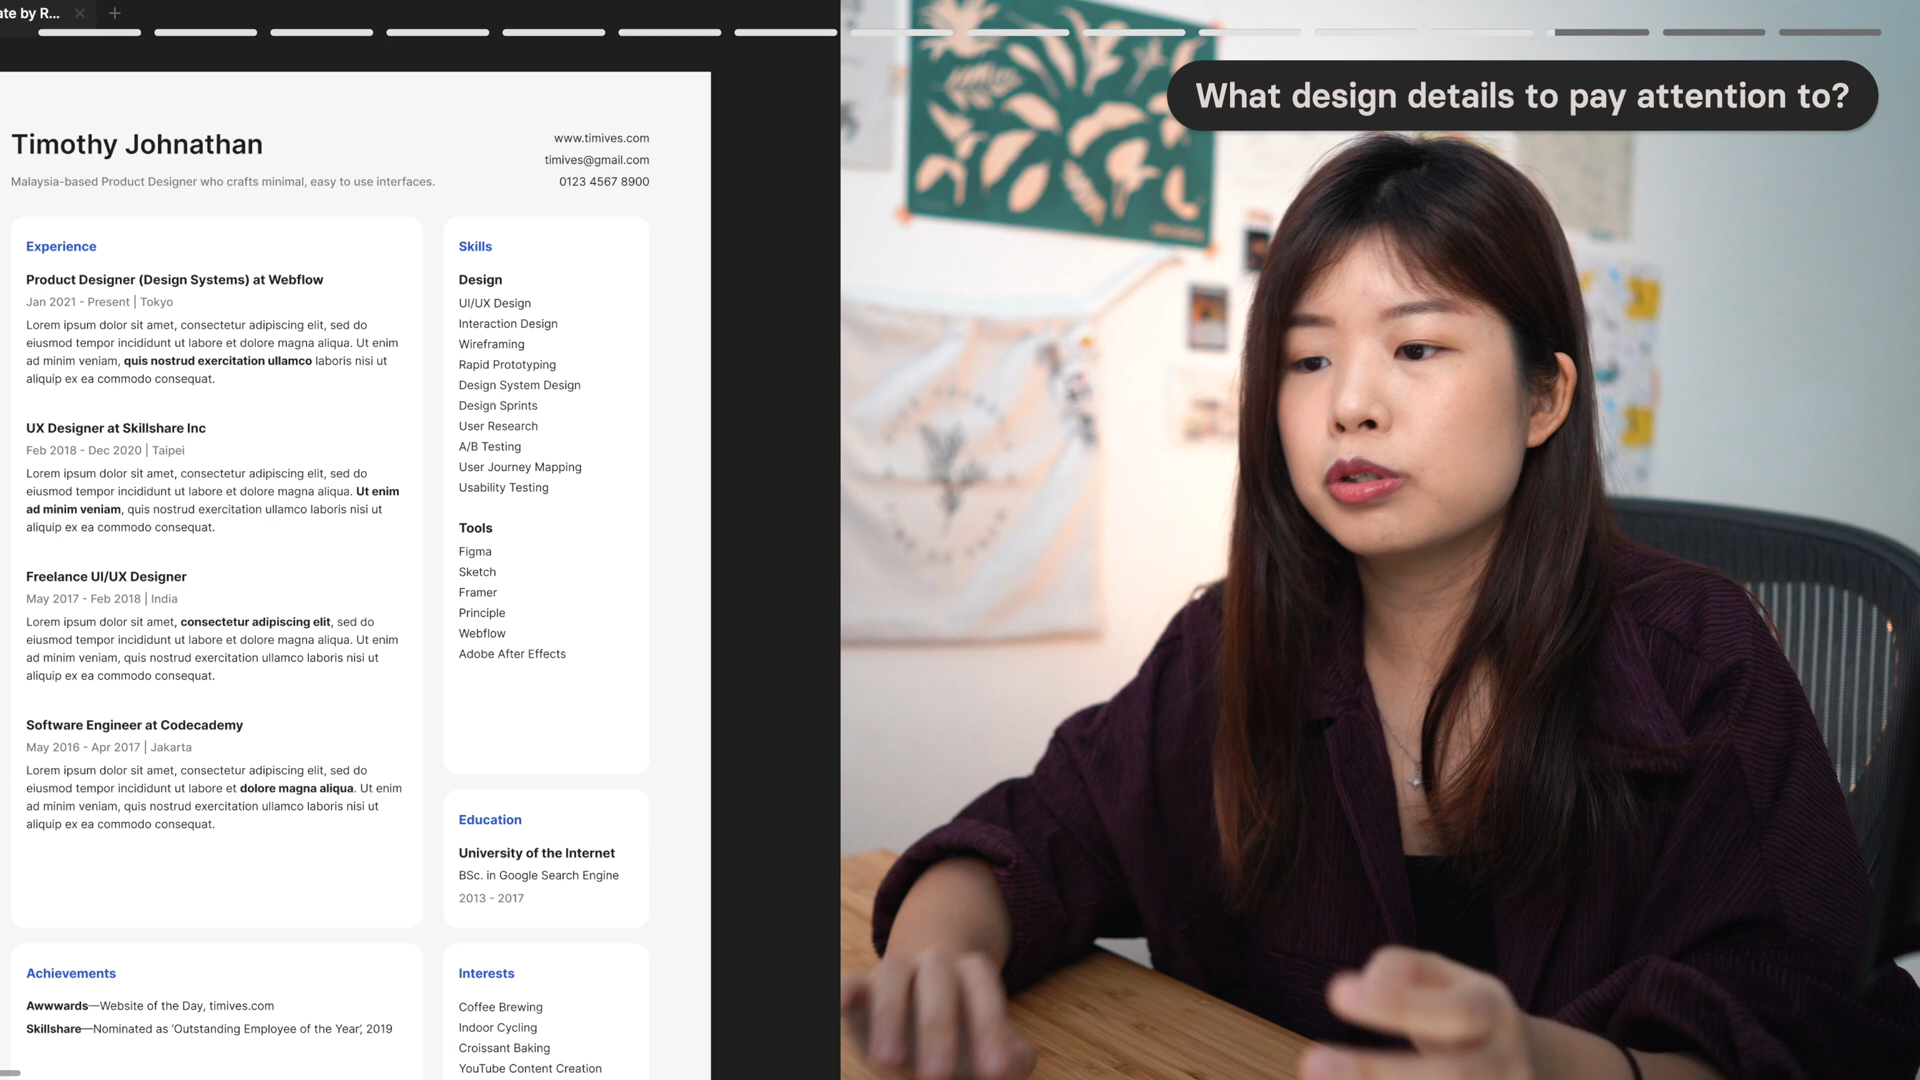 ate by R...
What design details to pay attention to?
Timothy Johnathan
Malaysia-based Product Designer who crafts minimal, easy to use interfaces.
www.timives.com
timives@gmail.com
0123 4567 8900
Experience
Product Designer (Design Systems) at Webflow
Jan 2021 - Present | Tokyo
Lorem ipsum dolor sit amet, consectetur adipiscing elit, sed do
eiusmod tempor incididunt ut labore et dolore magna aliqua. Ut enim
ad minim veniam, quis nostrud exercitation ullamco laboris nisi ut
aliquip ex ea commodo consequat.
UX Designer at Skillshare Inc
Feb 2018 - Dec 2020 | Taipei
Lorem ipsum dolor sit amet, consectetur adipiscing elit, sed do
eiusmod tempor incididunt ut labore et dolore magna aliqua. Ut enim
ad minim veniam, quis nostrud exercitation ullamco laboris nisi ut
aliquip ex ea commodo consequat.
Freelance UI/UX Designer
May 2017 - Feb 2018 | India
Lorem ipsum dolor sit amet, consectetur adipiscing elit, sed do
eiusmod tempor incididunt ut labore et dolore magna aliqua. Ut enim
ad minim veniam, quis nostrud exercitation ullamco laboris nisi ut
aliquip ex ea commodo consequat.
Software Engineer at Codecademy
May 2016 - Apr 2017 | Jakarta
Lorem ipsum dolor sit amet, consectetur adipiscing elit, sed do
eiusmod tempor incididunt ut labore et dolore magna aliqua. Ut enim
ad minim veniam, quis nostrud exercitation ullamco laboris nisi ut
aliquip ex ea commodo consequat.
Achievements
Awwwards—Website of the Day, timives.com
Skillshare—Nominated as ‘Outstanding Employee of the Year’, 2019
Skills
Design
UI/UX Design
Interaction Design
Wireframing
Rapid Prototyping
Design System Design
Design Sprints
User Research
A/B Testing
User Journey Mapping
Usability Testing
Tools
Figma
Sketch
Framer
Principle
Webflow
Adobe After Effects
Education
University of the Internet
BSc. in Google Search Engine
2013 - 2017
Interests
Coffee Brewing
Indoor Cycling
Croissant Baking
YouTube Content Creation